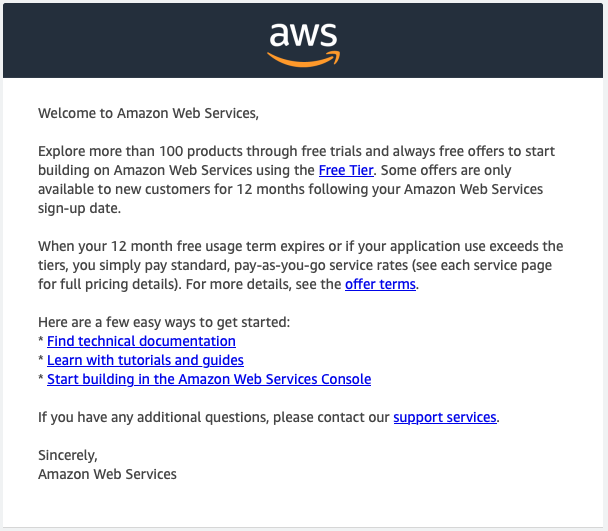 aws
Welcome to Amazon Web Services,
Explore more than 100 products through free trials and always free offers to start
building on Amazon Web Services using the Free Tier. Some offers are only
available to new customers for 12 months following your Amazon Web Services
sign-up date.
When your 12 month free usage term expires or if your application use exceeds the
tiers, you simply pay standard, pay-as-you-go service rates (see each service page
for full pricing details). For more details, see the offer terms.
Here are a few easy ways to get started:
* Find technical documentation
* Learn with tutorials and guides
* Start building in the Amazon Web Services Console
If you have any additional questions, please contact our support services.
Sincerely,
Amazon Web Services